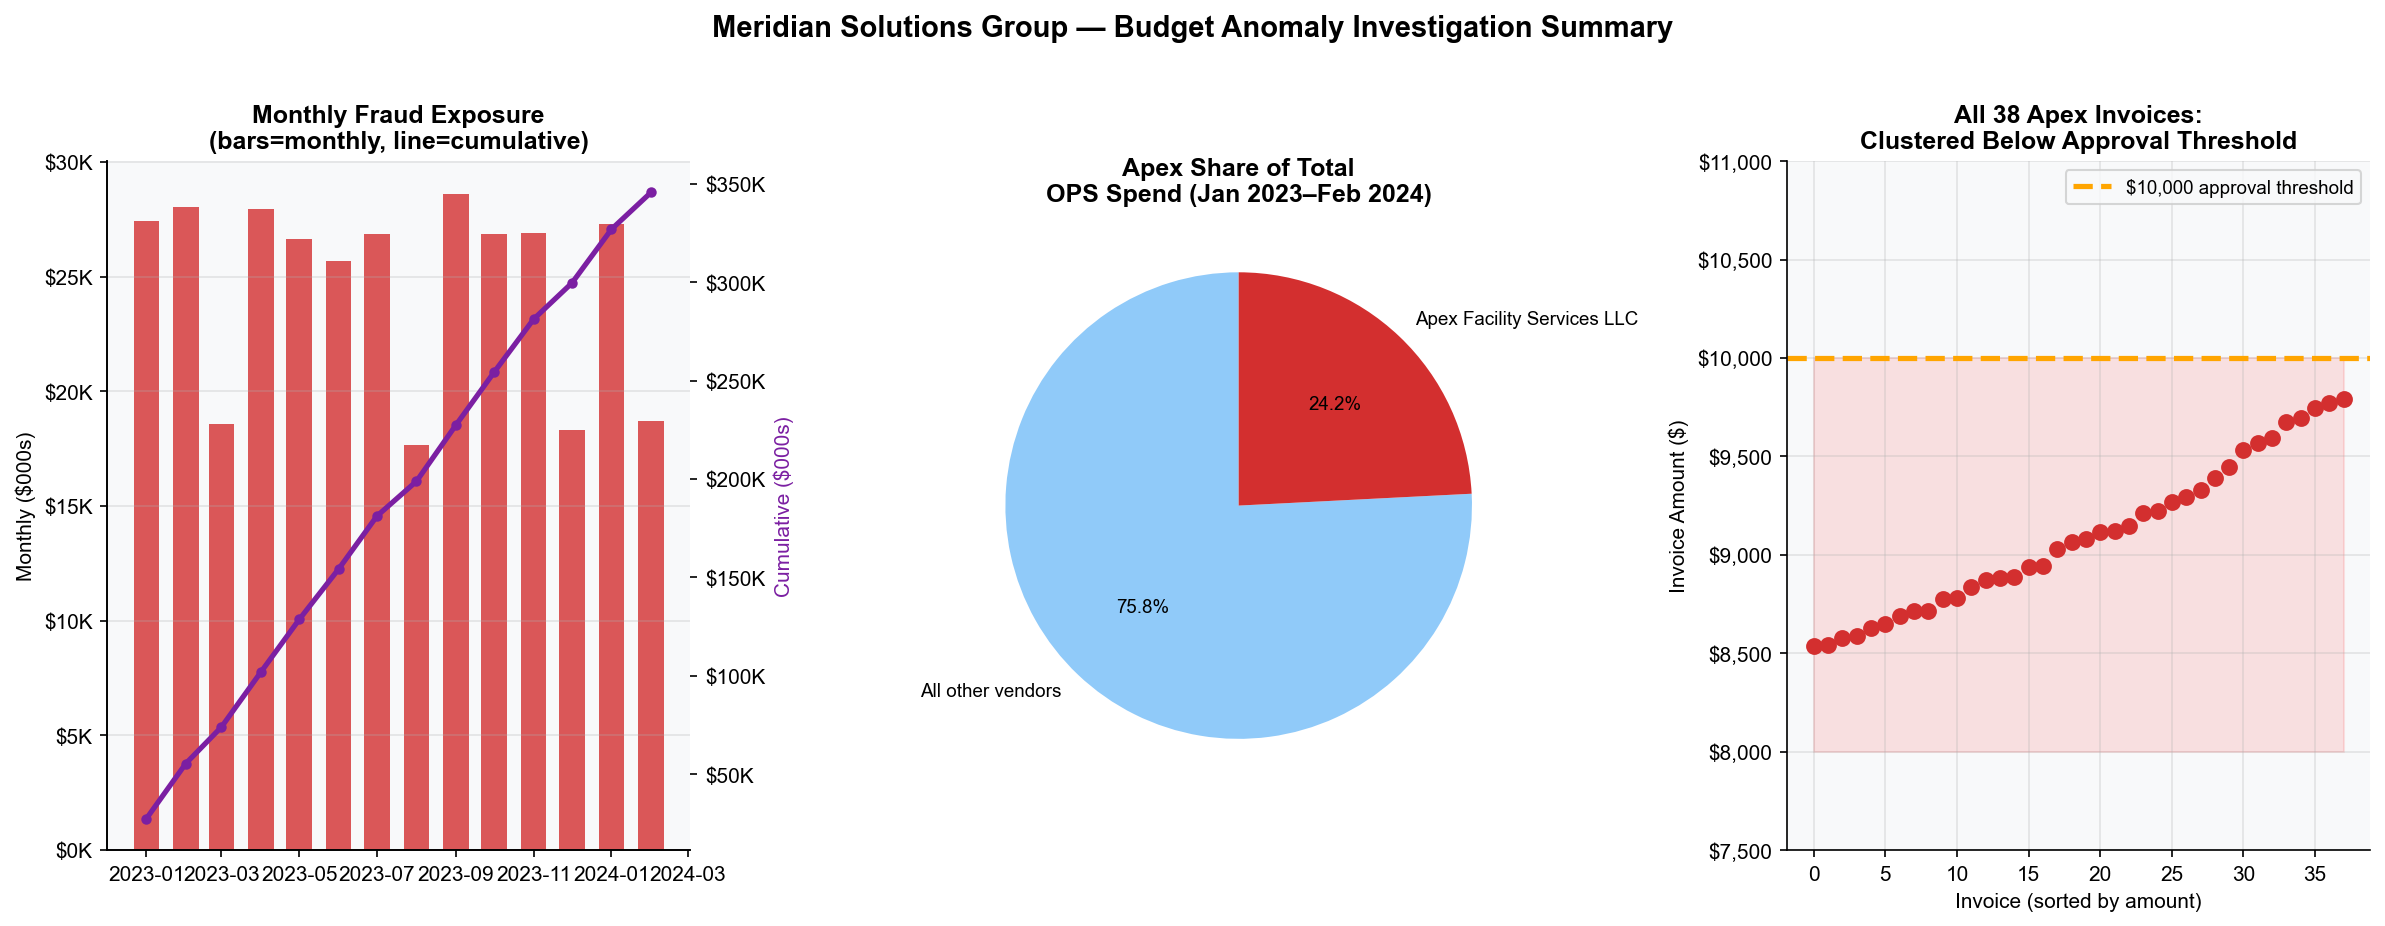 Meridian Solutions Group — Budget Anomaly Investigation Summary
Monthly Fraud Exposure
(bars=monthly, line=cumulative)
$30K
$25K
$20K
$15K
$10K
$5K
$0K
Monthly ($000s)
$350K
$300K
$250K
$200K
$150K
$100K
$50K
Cumulative ($000s)
2023-01 2023-03 2023-05 2023-07 2023-09 2023-11 2024-01 2024-03
Apex Share of Total
OPS Spend (Jan 2023–Feb 2024)
Apex Facility Services LLC
24.2%
75.8%
All other vendors
All 38 Apex Invoices:
Clustered Below Approval Threshold
$10,000 approval threshold
$11,000
$10,500
$10,000
$9,500
$9,000
$8,500
$8,000
$7,500
Invoice Amount ($)
0 5 10 15 20 25 30 35
Invoice (sorted by amount)